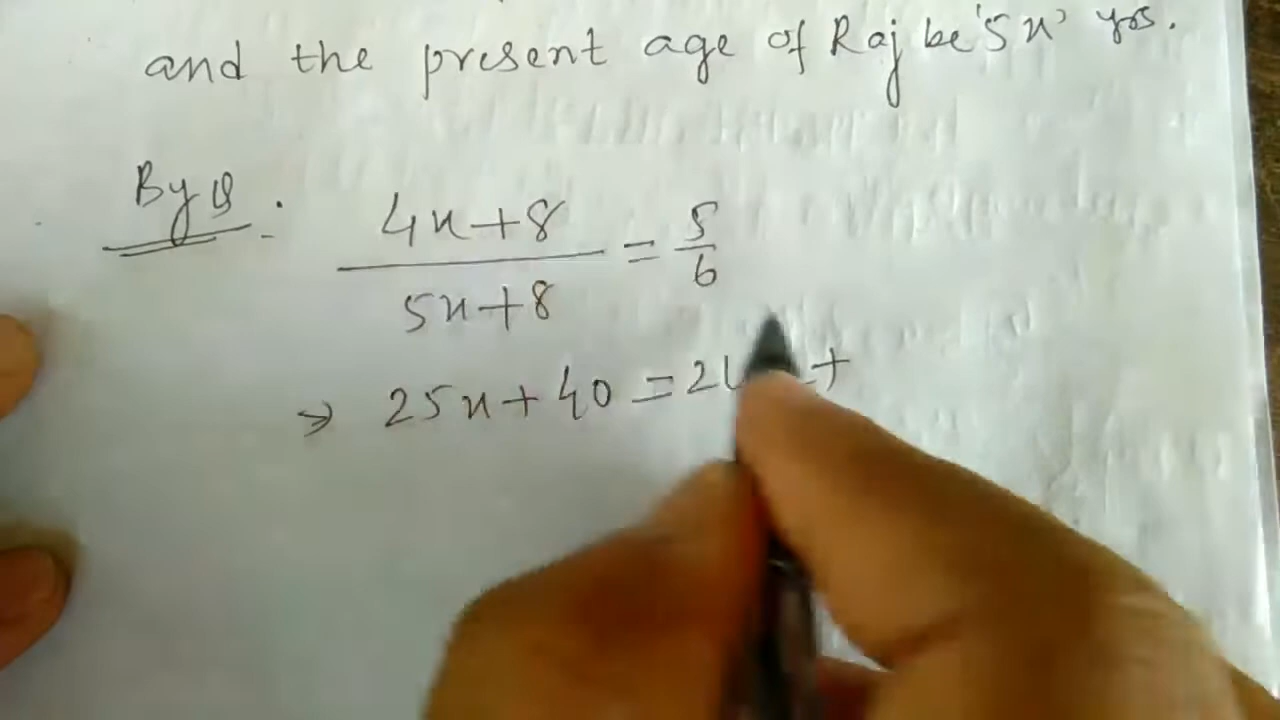 and the present age of Raj be '5x' yrs.
By Q :
4x+8
5x+8
= 5/6
⇒ 25x + 40 = 2 +